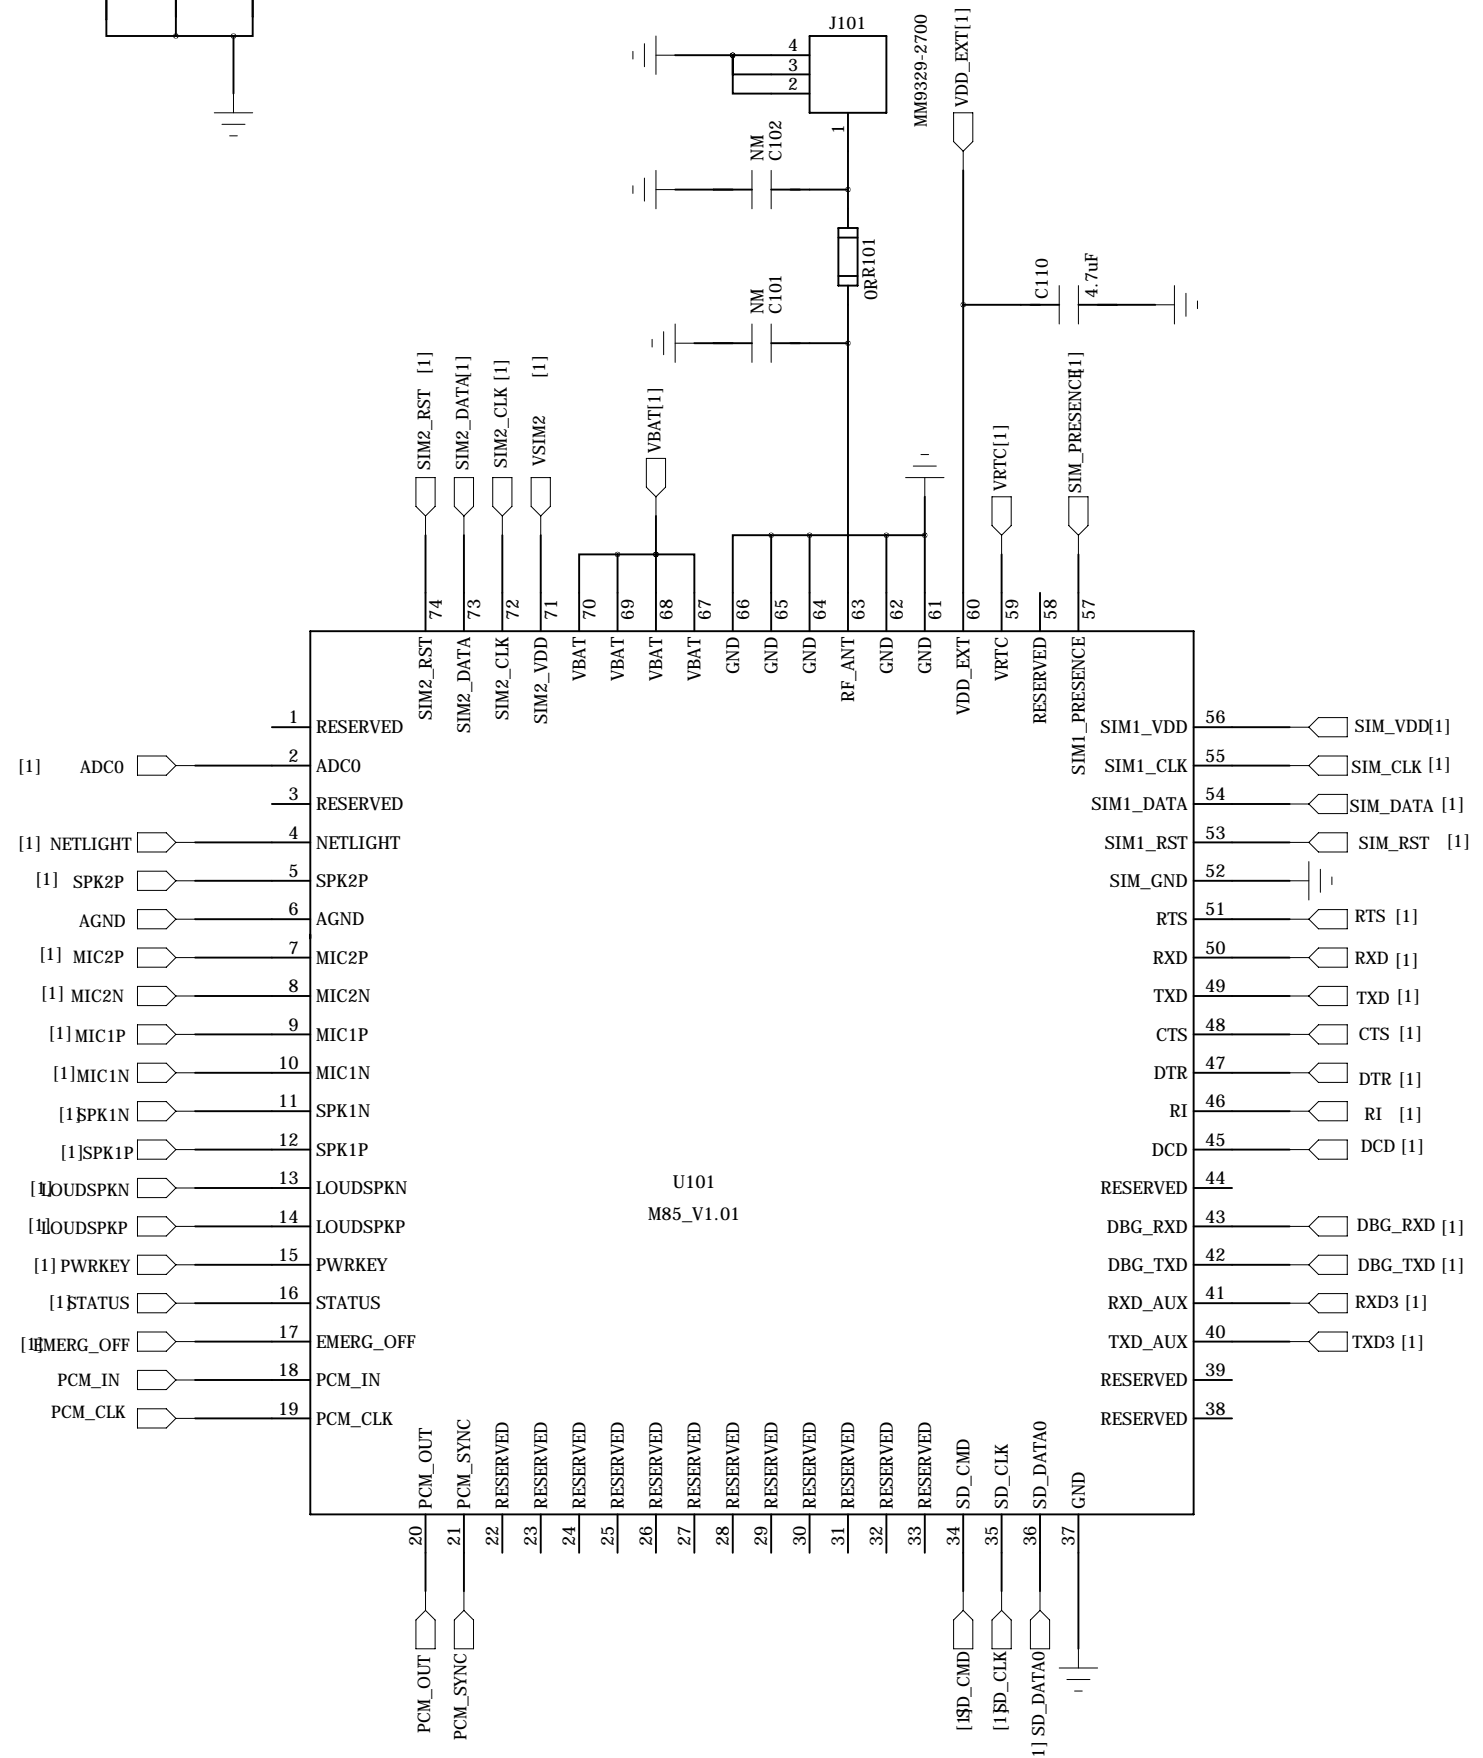 J101
4
3
2
1
MM9329-2700
VDD_EXT[1]
NM
C102
0R
R101
NM
C101
C110
4.7uF
SIM2_RST [1]
SIM2_DATA[1]
SIM2_CLK [1]
VSIM2 [1]
VBAT[1]
VRTC[1]
SIM_PRESENCE[1]
74
73
72
71
70
69
68
67
66
65
64
63
62
61
60
59
58
57
SIM2_RST
SIM2_DATA
SIM2_CLK
SIM2_VDD
VBAT
VBAT
VBAT
VBAT
GND
GND
GND
RF_ANT
GND
GND
VDD_EXT
VRTC
RESERVED
SIM1_PRESENCE
1 RESERVED
[1] ADC0 2 ADC0
3 RESERVED
[1] NETLIGHT 4 NETLIGHT
[1] SPK2P 5 SPK2P
AGND 6 AGND
[1] MIC2P 7 MIC2P
[1] MIC2N 8 MIC2N
[1] MIC1P 9 MIC1P
[1] MIC1N 10 MIC1N
[1] SPK1N 11 SPK1N
[1] SPK1P 12 SPK1P
[1] LOUDSPKN 13 LOUDSPKN
[1] LOUDSPKP 14 LOUDSPKP
[1] PWRKEY 15 PWRKEY
[1] STATUS 16 STATUS
[1] EMERG_OFF 17 EMERG_OFF
PCM_IN 18 PCM_IN
PCM_CLK 19 PCM_CLK
U101
M85_V1.01
SIM1_VDD 56 SIM_VDD[1]
SIM1_CLK 55 SIM_CLK [1]
SIM1_DATA 54 SIM_DATA [1]
SIM1_RST 53 SIM_RST [1]
SIM_GND 52
RTS 51 RTS [1]
RXD 50 RXD [1]
TXD 49 TXD [1]
CTS 48 CTS [1]
DTR 47 DTR [1]
RI 46 RI [1]
DCD 45 DCD [1]
RESERVED 44
DBG_RXD 43 DBG_RXD [1]
DBG_TXD 42 DBG_TXD [1]
RXD_AUX 41 RXD3 [1]
TXD_AUX 40 TXD3 [1]
RESERVED 39
RESERVED 38
PCM_OUT
PCM_SYNC
RESERVED
RESERVED
RESERVED
RESERVED
RESERVED
RESERVED
RESERVED
RESERVED
RESERVED
RESERVED
RESERVED
RESERVED
SD_CMD
SD_CLK
SD_DATA0
GND
20
21
22
23
24
25
26
27
28
29
30
31
32
33
34
35
36
37
PCM_OUT
PCM_SYNC
[1] SD_CMD
[1] SD_CLK
1] SD_DATA0